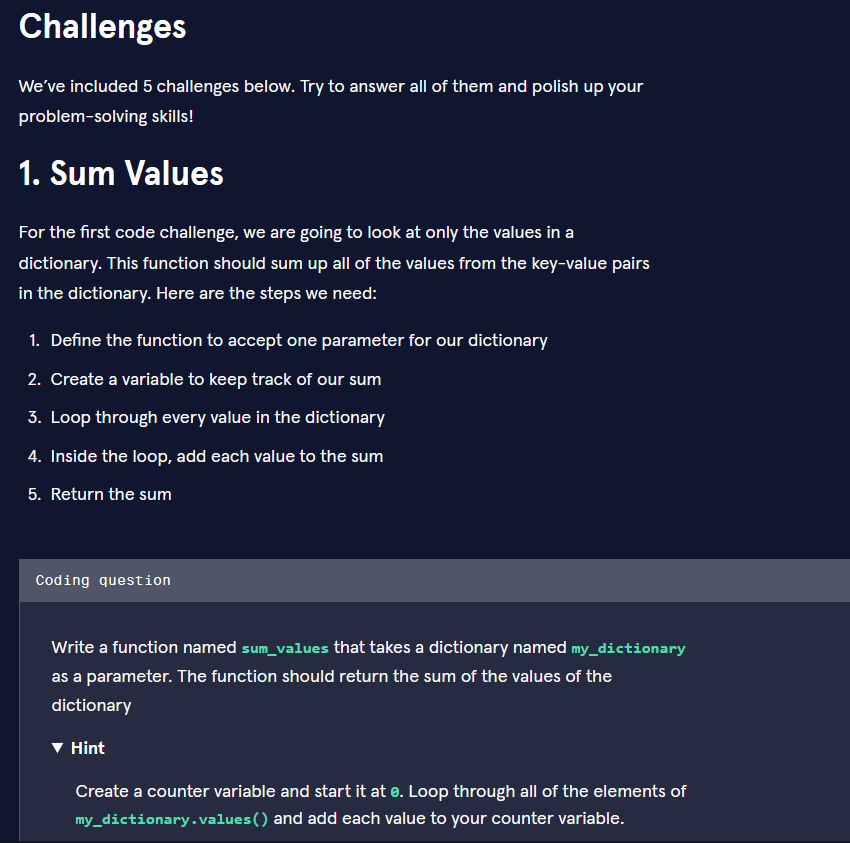 Challenges
We’ve included 5 challenges below. Try to answer all of them and polish up your
problem-solving skills!
1. Sum Values
For the first code challenge, we are going to look at only the values in a
dictionary. This function should sum up all of the values from the key-value pairs
in the dictionary. Here are the steps we need:
1. Define the function to accept one parameter for our dictionary
2. Create a variable to keep track of our sum
3. Loop through every value in the dictionary
4. Inside the loop, add each value to the sum
5. Return the sum
Coding question
Write a function named sum_values that takes a dictionary named my_dictionary
as a parameter. The function should return the sum of the values of the
dictionary
▼ Hint
Create a counter variable and start it at 0. Loop through all of the elements of
my_dictionary.values() and add each value to your counter variable.